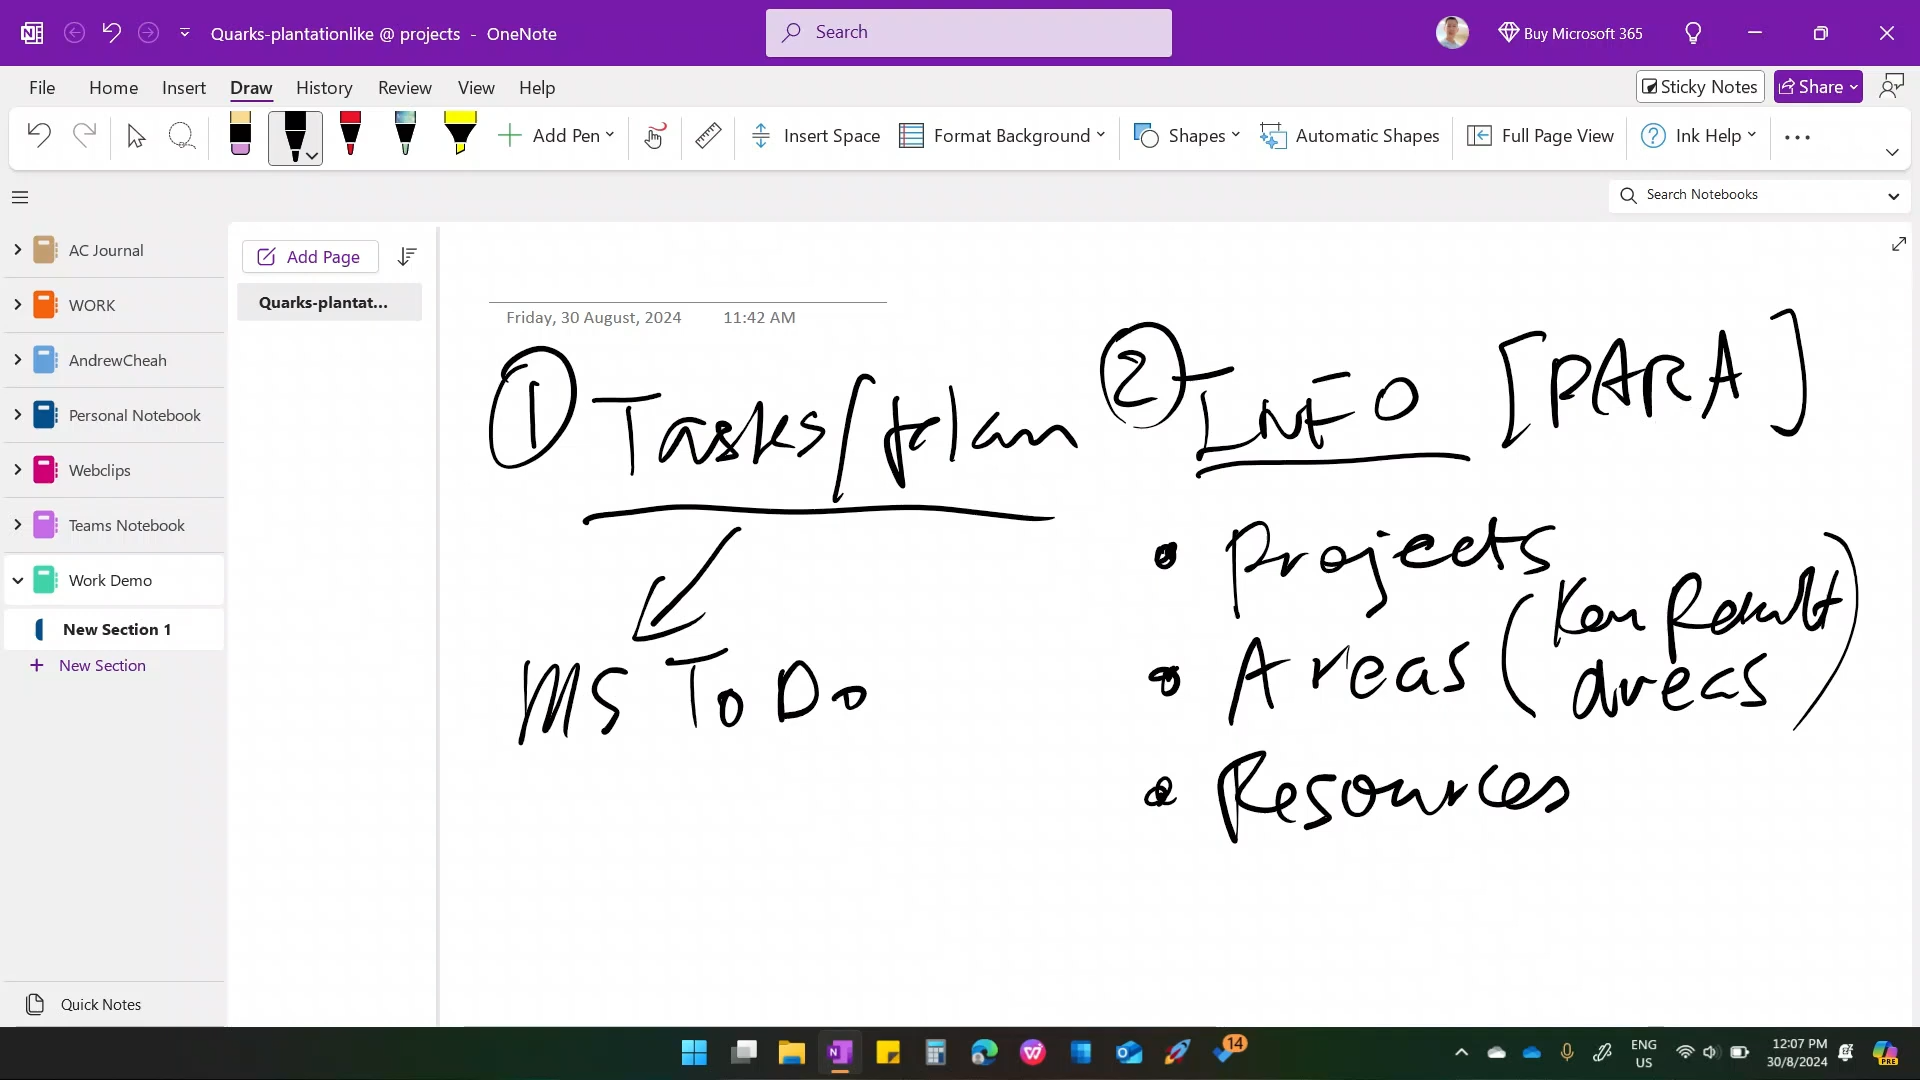 Quarks-plantationlike @ projects - OneNote
Search
Buy Microsoft 365
File Home Insert Draw History Review View Help
Sticky Notes
Share
Add Pen
Insert Space
Format Background
Shapes
Automatic Shapes
Full Page View
Ink Help
Search Notebooks
AC Journal
WORK
AndrewCheah
Personal Notebook
Webclips
Teams Notebook
Work Demo
New Section 1
New Section
Quick Notes
Add Page
Quarks-plantat...
Friday, 30 August, 2024 11:42 AM
① Tasks/plan
MS To Do
② INFO [PARA]
• Projects
• Areas (Key Result areas)
• Resources
14
ENG
US
12:07 PM
30/8/2024
PRE